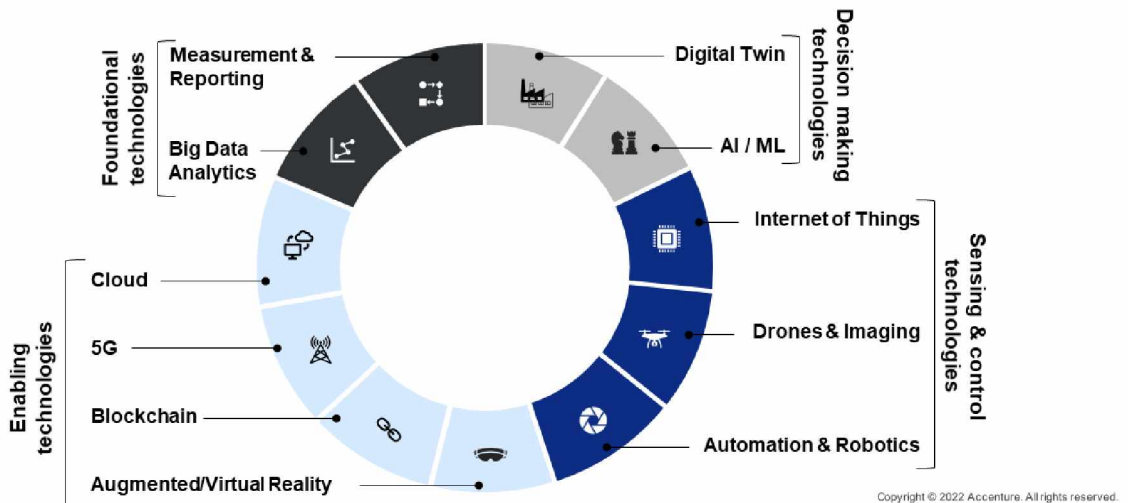 Foundational
technologies
Measurement &
Reporting
Big Data
Analytics
Digital Twin
AI / ML
Decision making
technologies
Internet of Things
Drones & Imaging
Automation & Robotics
Sensing & control
technologies
Enabling
technologies
Cloud
5G
Blockchain
Augmented/Virtual Reality
Copyright © 2022 Accenture. All rights reserved.